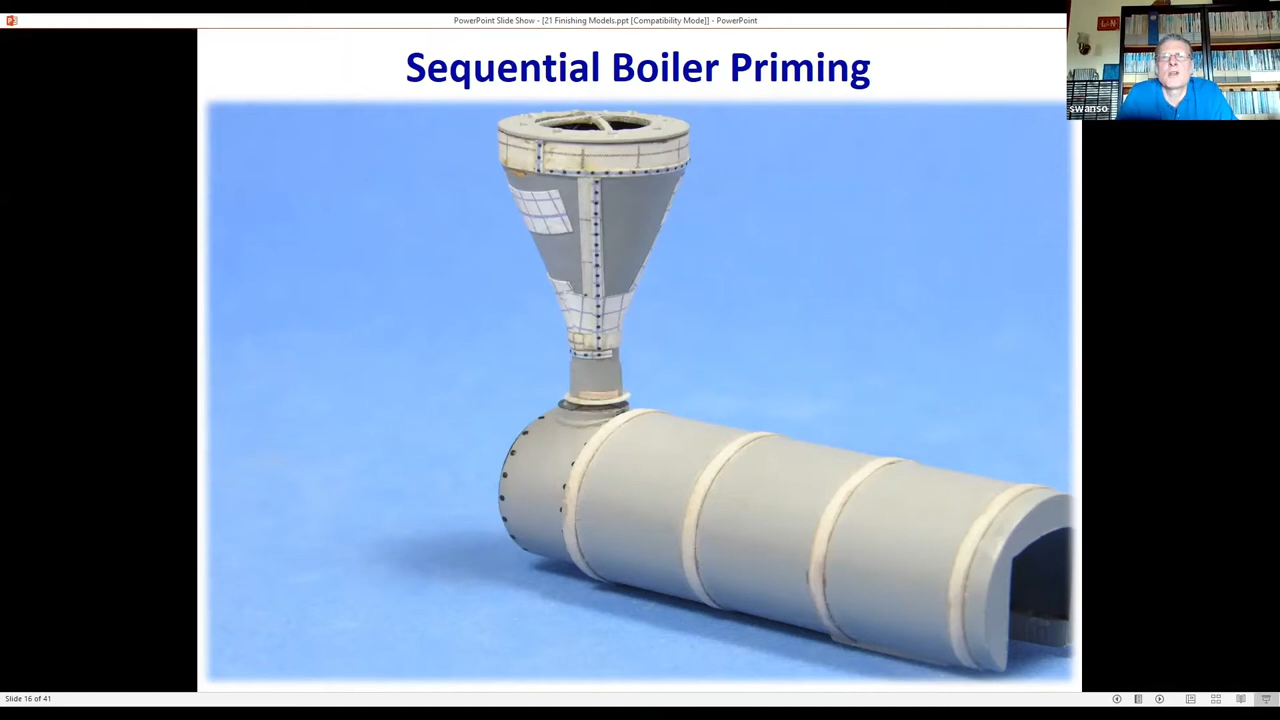 PowerPoint Slide Show - [21 Finishing Models.ppt [Compatibility Mode]] - PowerPoint
Sequential Boiler Priming
swanso
Slide 16 of 41